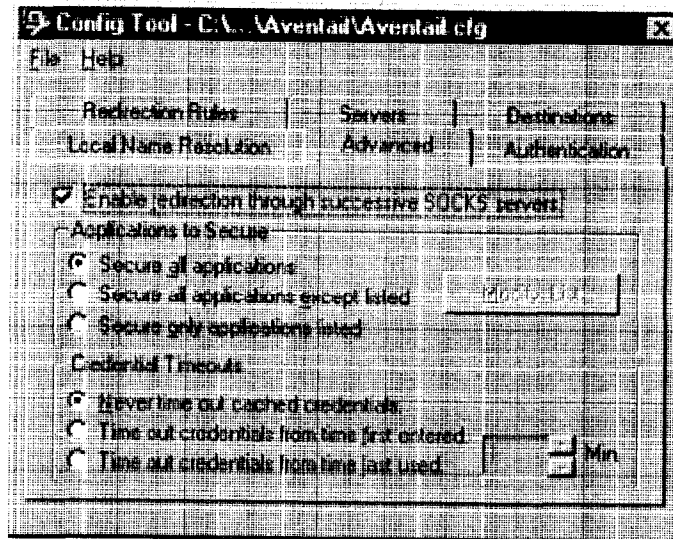 Config Tool - C:\...\Aventail\Aventail.cfg
File Help
Redirection Rules Servers Destinations
Local Name Resolution Advanced Authentication
Enable redirection through successive SOCKS servers
Applications to Secure
Secure all applications
Secure all applications except listed
Modify List
Secure only applications listed
Credential Timeouts
Never time out cached credentials
Time out credentials from time first entered
Time out credentials from time last used
Min